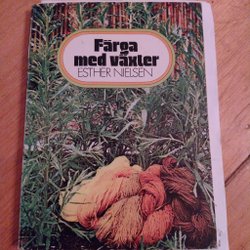 Färga
med växter
ESTHER NIELSEN